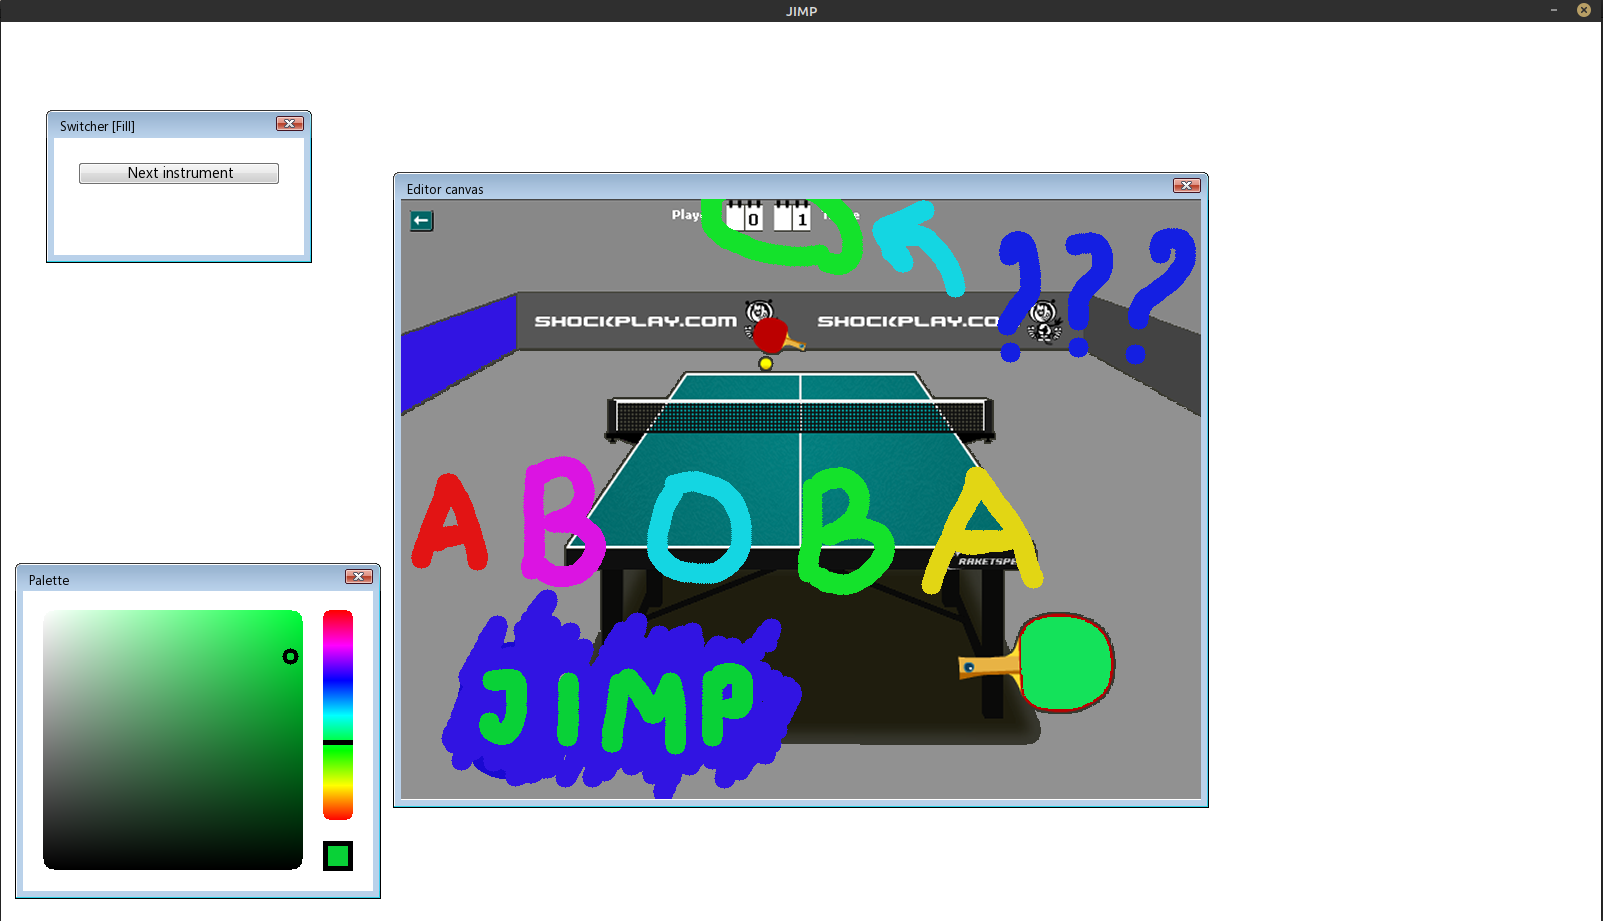 JIMP
Switcher [Fill]
Next instrument
Editor canvas
0 1
???
SHOCKPLAY.COM SHOCKPLAY.CO
ABOBA
JIMP
Palette